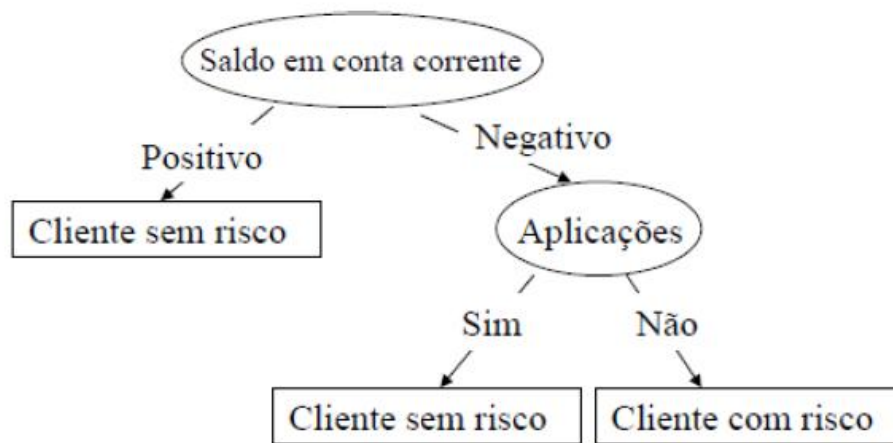 Saldo em conta corrente
Positivo
Negativo
Cliente sem risco
Aplicações
Sim
Não
Cliente sem risco
Cliente com risco